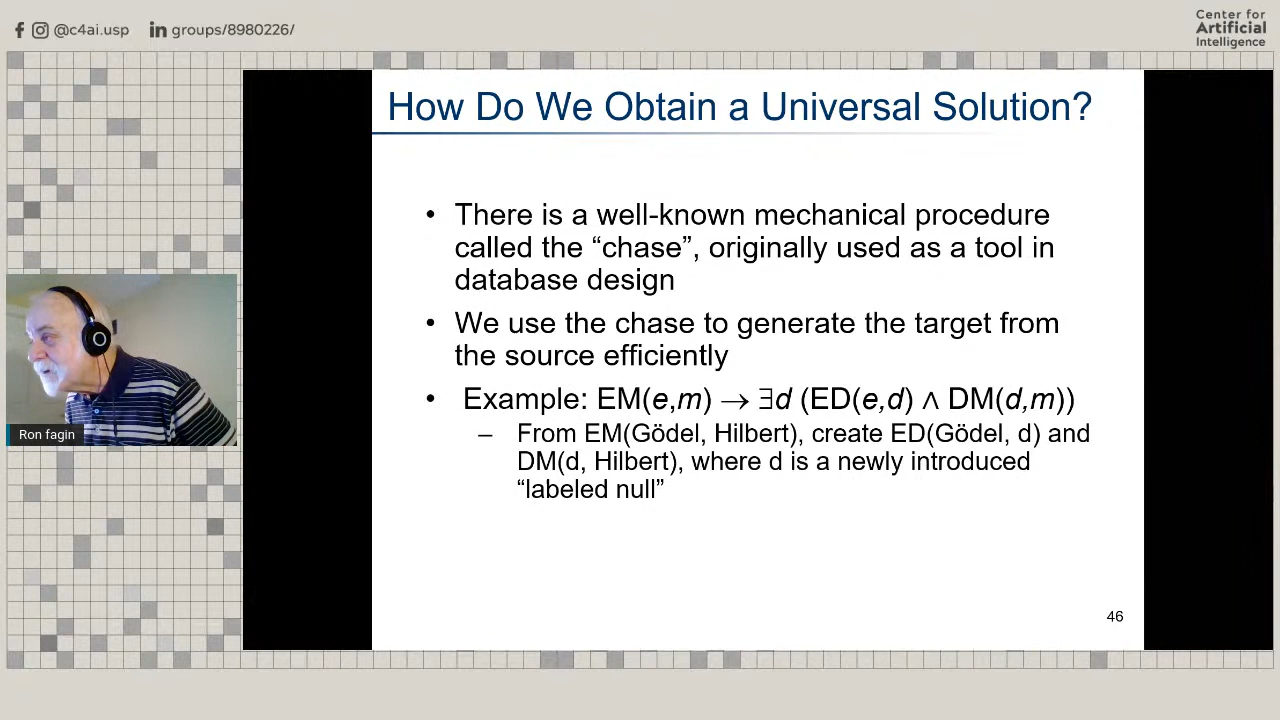 @c4ai.usp
groups/8980226/
Center for
Artificial
Intelligence
How Do We Obtain a Universal Solution?
• There is a well-known mechanical procedure
called the “chase”, originally used as a tool in
database design
• We use the chase to generate the target from
the source efficiently
• Example: EM(e,m) → ∃d (ED(e,d) ∧ DM(d,m))
– From EM(Gödel, Hilbert), create ED(Gödel, d) and
DM(d, Hilbert), where d is a newly introduced
“labeled null”
Ron fagin
46